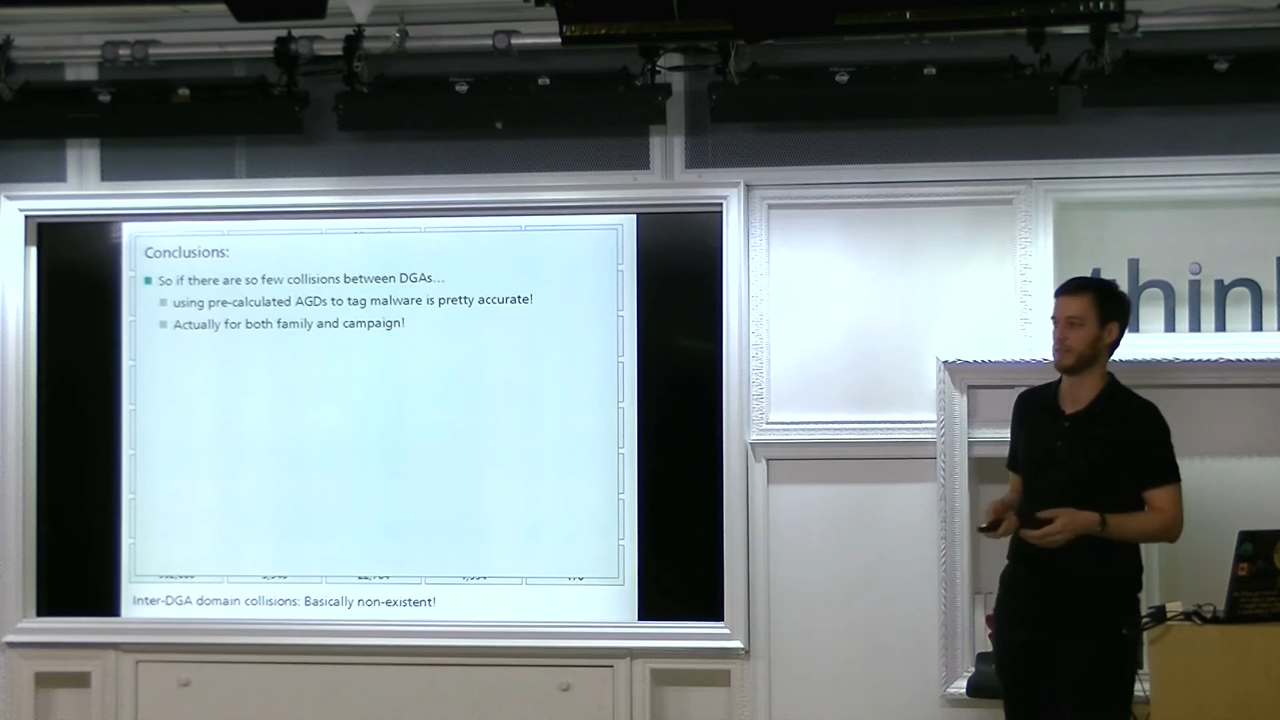 Conclusions:
So if there are so few collisions between DGAs...
using pre-calculated AGDs to tag malware is pretty accurate!
Actually for both family and campaign!
Inter-DGA domain collisions: Basically non-existent!
thin